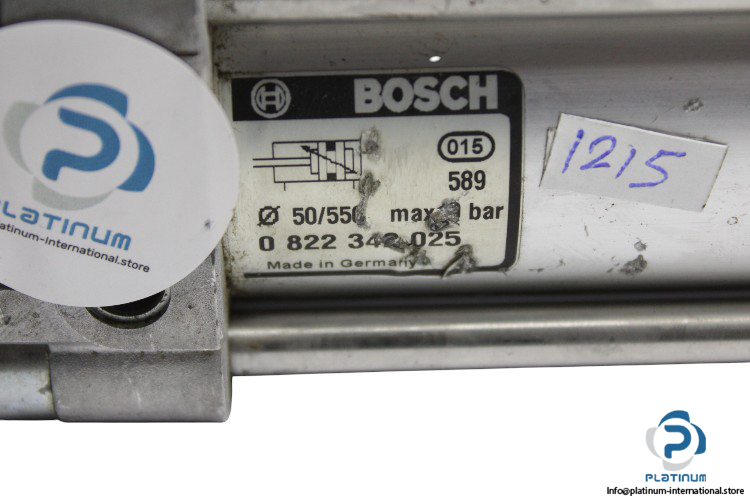 BOSCH
015
589
Ø 50/550 max. bar
0 822 342 025
Made in Germany
1215
PLATINUM
platinum-international.store
PLATINUM
Info@platinum-international.store